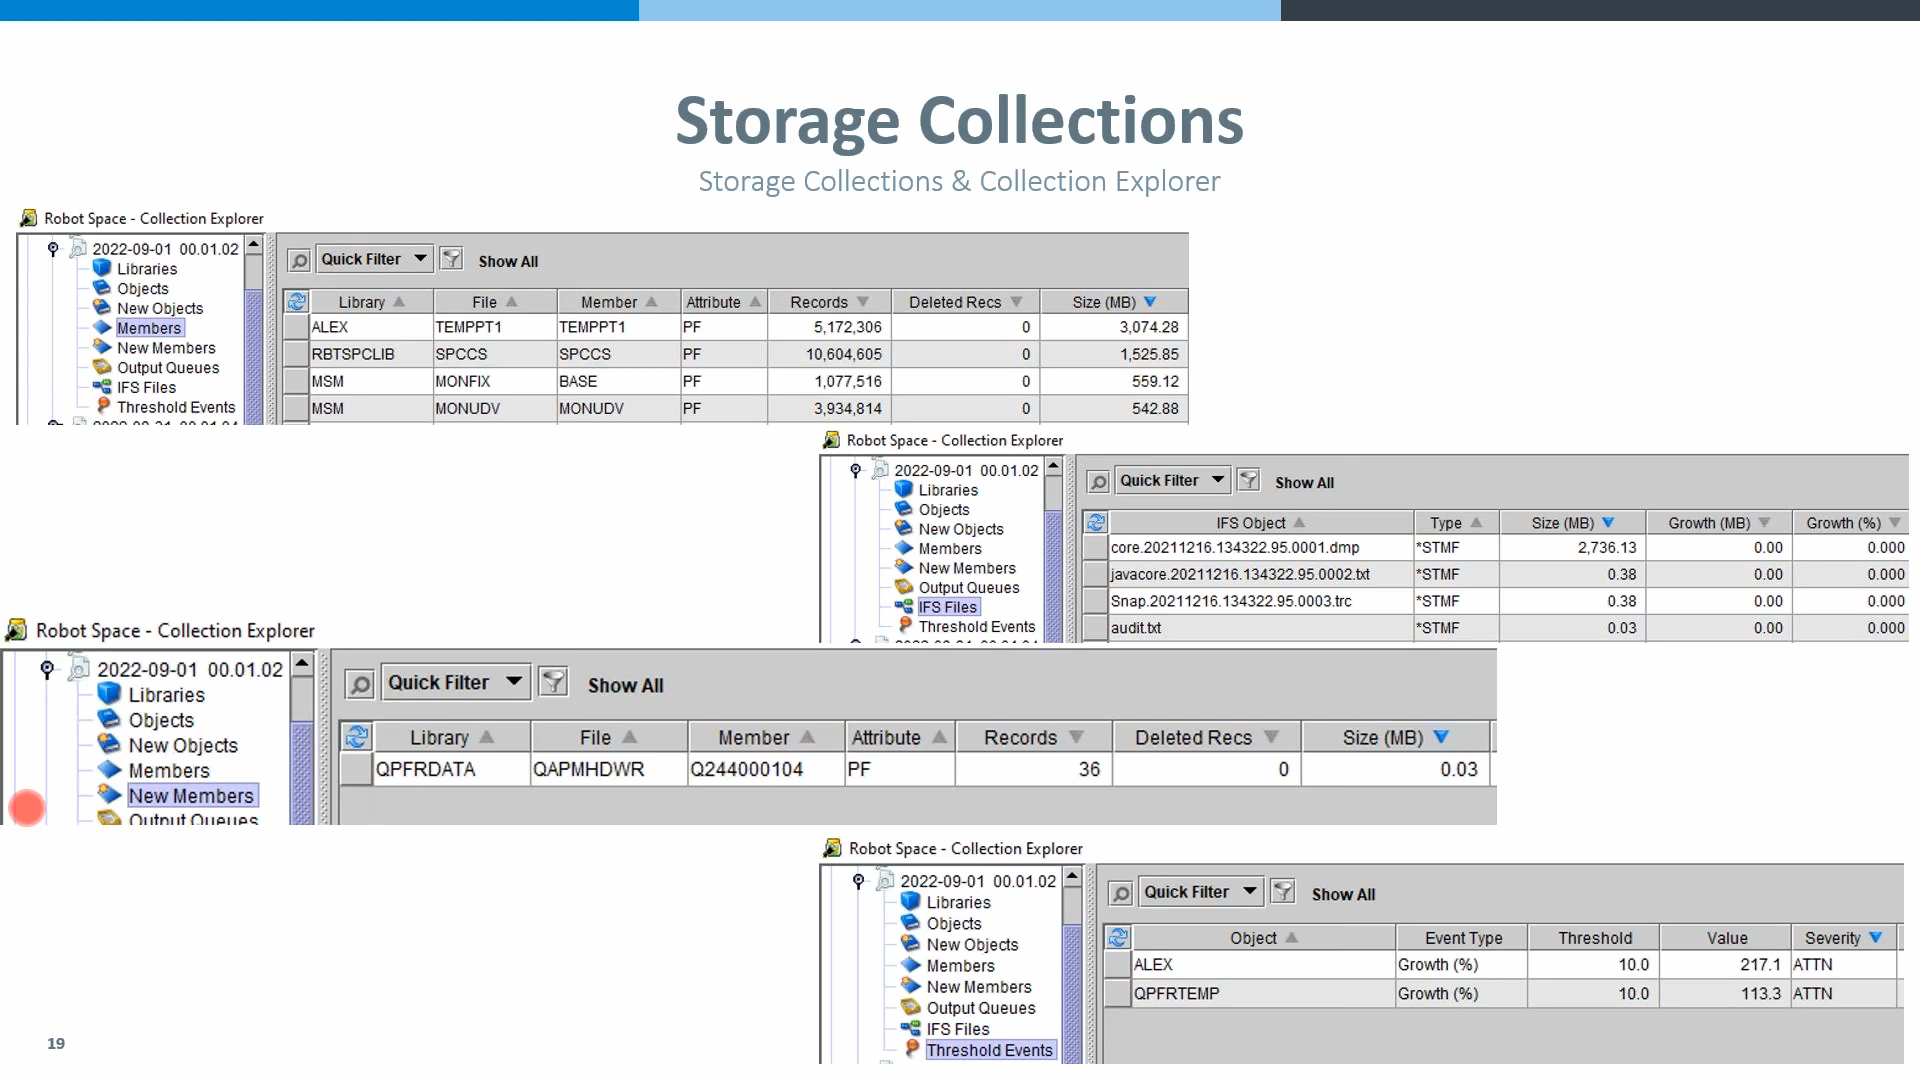 Storage Collections
Storage Collections & Collection Explorer
Robot Space - Collection Explorer
2022-09-01 00.01.02
Libraries
Objects
New Objects
Members
New Members
Output Queues
IFS Files
Threshold Events
Quick Filter
Show All
Library File Member Attribute Records Deleted Recs Size (MB)
ALEX TEMPPT1 TEMPPT1 PF 5,172,306 0 3,074.28
RBTSPCLIB SPCCS SPCCS PF 10,604,605 0 1,525.85
MSM MONFIX BASE PF 1,077,516 0 559.12
MSM MONUDV MONUDV PF 3,934,814 0 542.88
Robot Space - Collection Explorer
2022-09-01 00.01.02
Libraries
Objects
New Objects
Members
New Members
Output Queues
IFS Files
Threshold Events
Quick Filter
Show All
IFS Object Type Size (MB) Growth (MB) Growth (%)
core.20211216.134322.95.0001.dmp *STMF 2,736.13 0.00 0.000
javacore.20211216.134322.95.0002.txt *STMF 0.38 0.00 0.000
Snap.20211216.134322.95.0003.trc *STMF 0.38 0.00 0.000
audit.txt *STMF 0.03 0.00 0.000
Robot Space - Collection Explorer
2022-09-01 00.01.02
Libraries
Objects
New Objects
Members
New Members
Output Queues
Quick Filter
Show All
Library File Member Attribute Records Deleted Recs Size (MB)
QPFRDATA QAPMHDWR Q244000104 PF 36 0 0.03
Robot Space - Collection Explorer
2022-09-01 00.01.02
Libraries
Objects
New Objects
Members
New Members
Output Queues
IFS Files
Threshold Events
Quick Filter
Show All
Object Event Type Threshold Value Severity
ALEX Growth (%) 10.0 217.1 ATTN
QPFRTEMP Growth (%) 10.0 113.3 ATTN
19